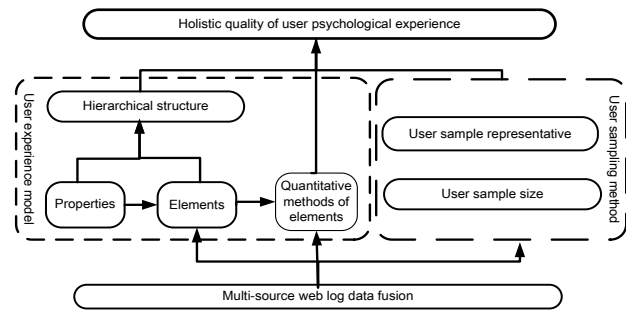 Holistic quality of user psychological experience
User experience model
Hierarchical structure
Properties
Elements
Quantitative
methods of
elements
User sampling method
User sample representative
User sample size
Multi-source web log data fusion